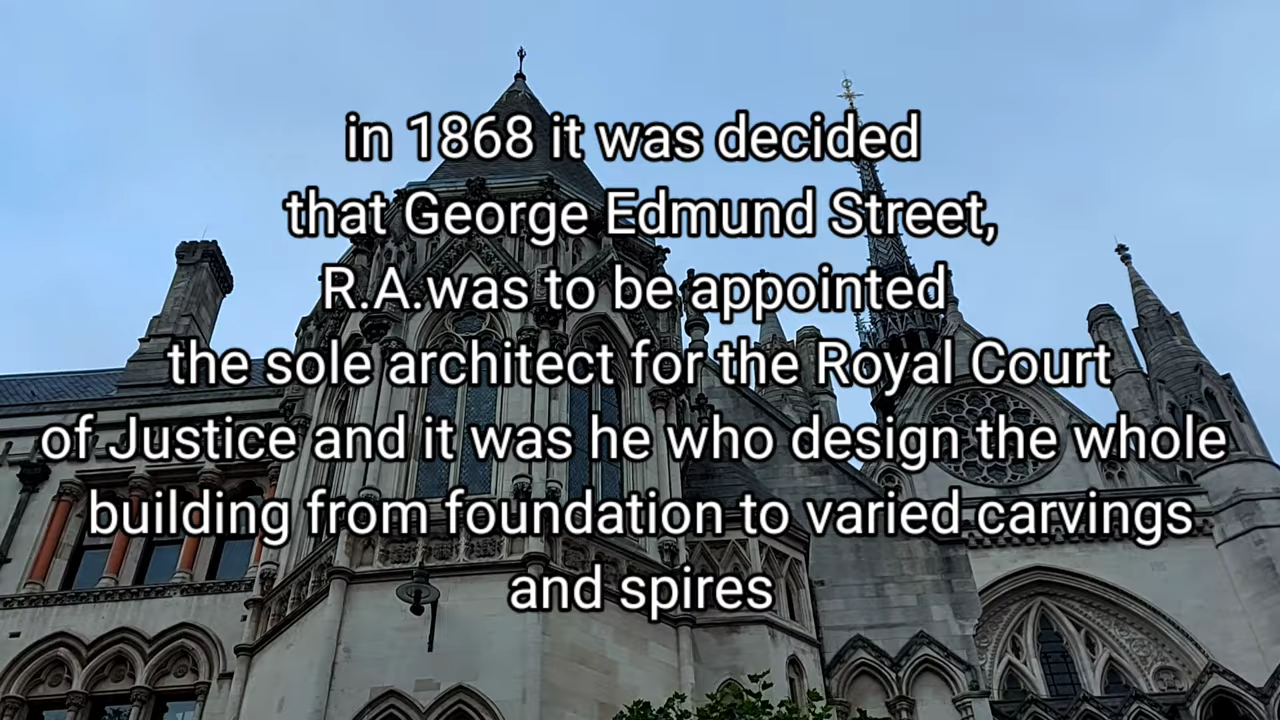 in 1868 it was decided
that George Edmund Street,
R.A.was to be appointed
the sole architect for the Royal Court
of Justice and it was he who design the whole
building from foundation to varied carvings
and spires